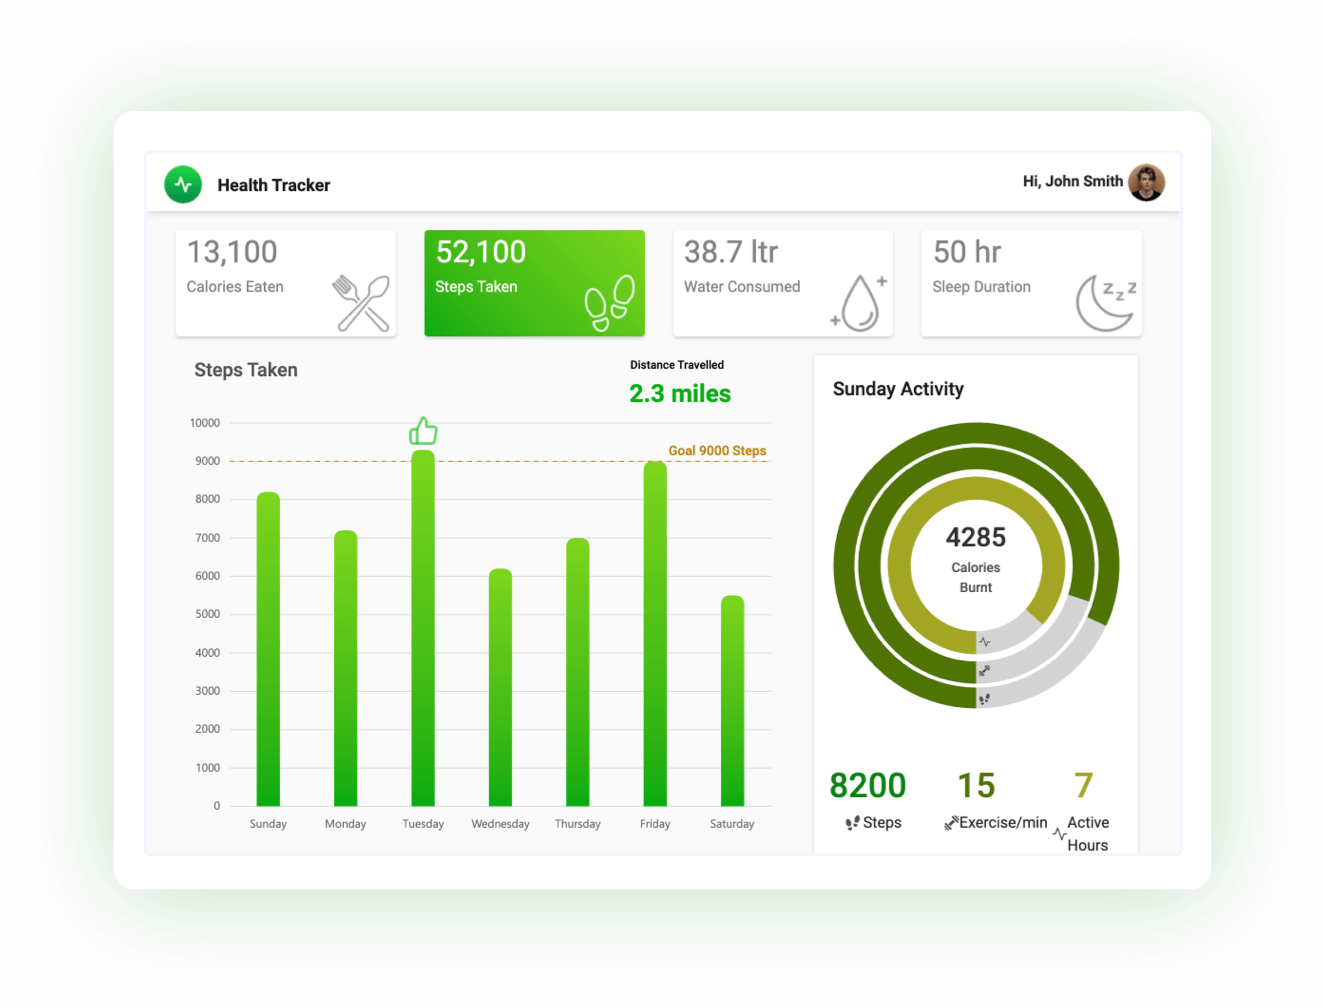 Health Tracker
Hi, John Smith
13,100
Calories Eaten
52,100
Steps Taken
38.7 ltr
Water Consumed
50 hr
Sleep Duration
z z z
Steps Taken
Distance Travelled
2.3 miles
10000
9000
8000
7000
6000
5000
4000
3000
2000
1000
0
Goal 9000 Steps
Sunday
Monday
Tuesday
Wednesday
Thursday
Friday
Saturday
Sunday Activity
4285
Calories
Burnt
8200
Steps
15
Exercise/min
7
Active
Hours